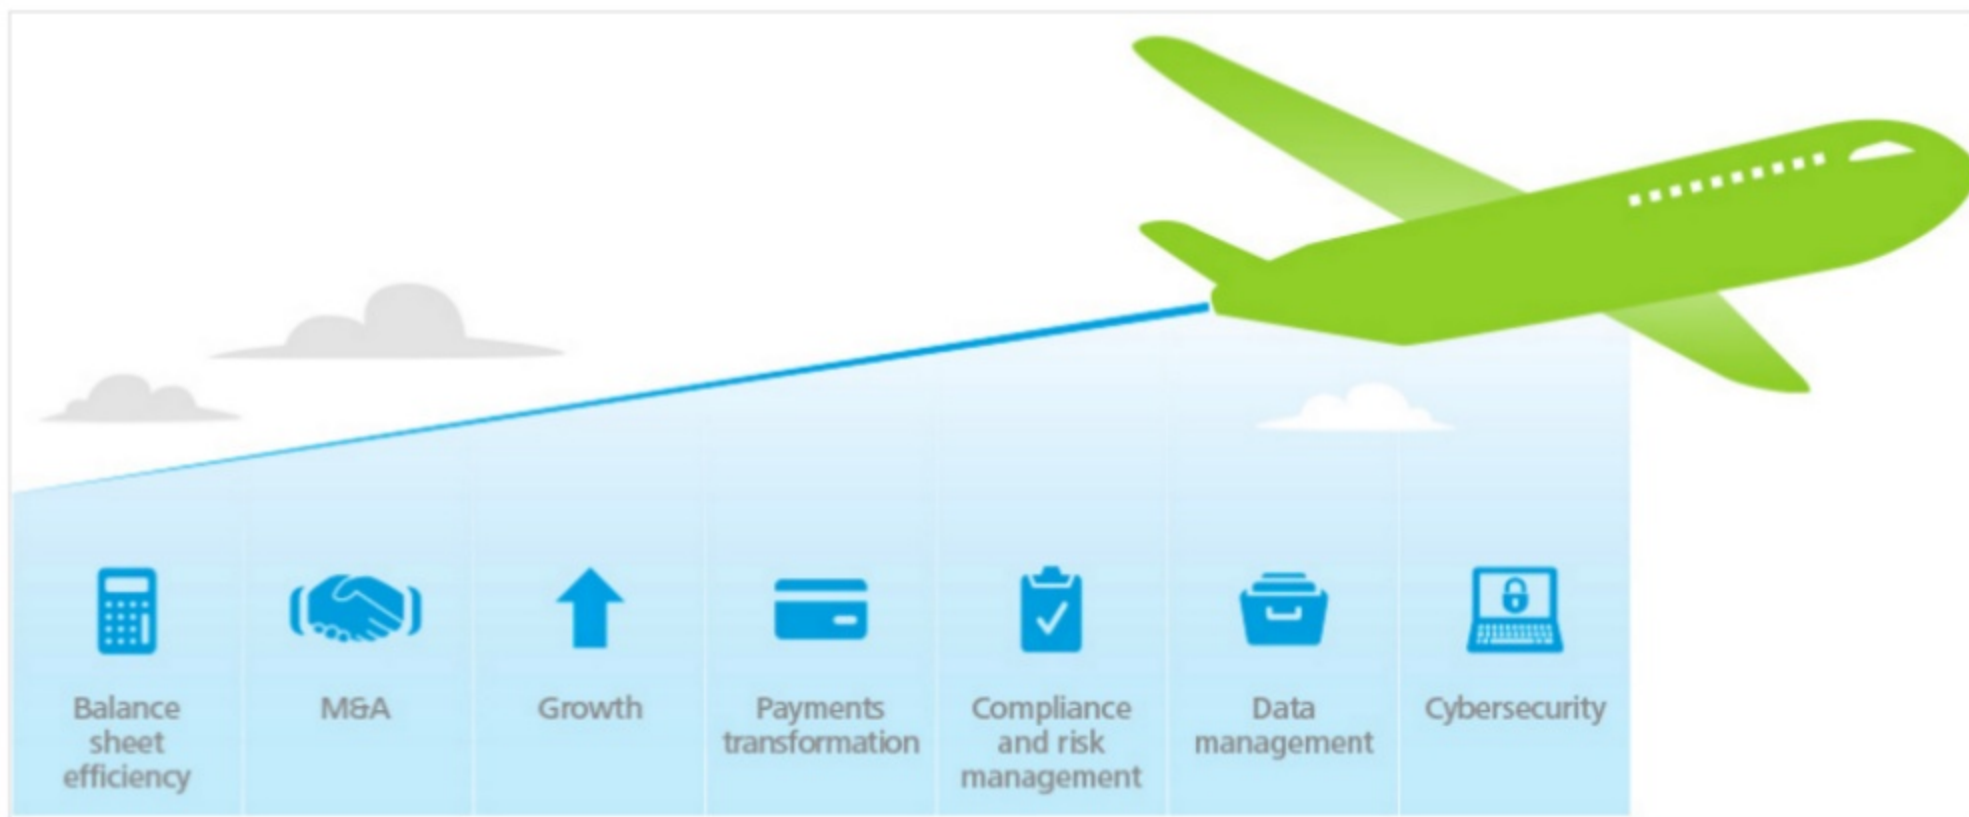 Balance
sheet
efficiency
M&A
Growth
Payments
transformation
Compliance
and risk
management
Data
management
Cybersecurity